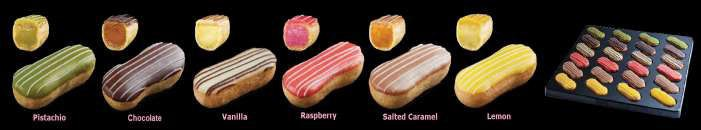 Pistachio
Chocolate
Vanilla
Raspberry
Salted Caramel
Lemon